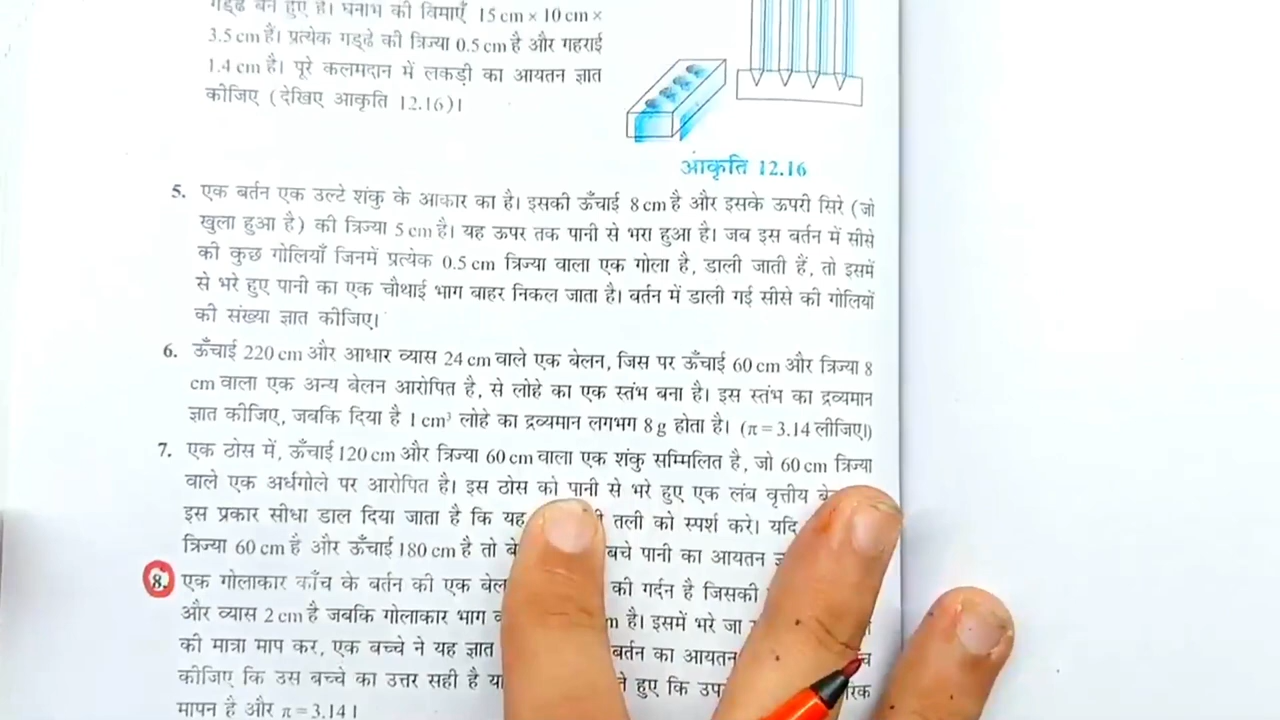 गड्ढे बने हुए हैं। घनाभ की विमाएँ 15 cm × 10 cm ×
3.5 cm हैं। प्रत्येक गड्ढे की त्रिज्या 0.5 cm है और गहराई
1.4 cm है। पूरे कलमदान में लकड़ी का आयतन ज्ञात
कीजिए (देखिए आकृति 12.16)।
आकृति 12.16
5. एक बर्तन एक उल्टे शंकु के आकार का है। इसकी ऊँचाई 8 cm है और इसके ऊपरी सिरे (जो
खुला हुआ है) की त्रिज्या 5 cm है। यह ऊपर तक पानी से भरा हुआ है। जब इस बर्तन में सीसे
की कुछ गोलियाँ जिनमें प्रत्येक 0.5 cm त्रिज्या वाला एक गोला है, डाली जाती हैं, तो इसमें
से भरे हुए पानी का एक चौथाई भाग बाहर निकल जाता है। बर्तन में डाली गई सीसे की गोलियों
की संख्या ज्ञात कीजिए।
6. ऊँचाई 220 cm और आधार व्यास 24 cm वाले एक बेलन, जिस पर ऊँचाई 60 cm और त्रिज्या 8
cm वाला एक अन्य बेलन आरोपित है, से लोहे का एक स्तंभ बना है। इस स्तंभ का द्रव्यमान
ज्ञात कीजिए, जबकि दिया है 1 cm³ लोहे का द्रव्यमान लगभग 8 g होता है। (π = 3.14 लीजिए।)
7. एक ठोस में, ऊँचाई 120 cm और त्रिज्या 60 cm वाला एक शंकु सम्मिलित है, जो 60 cm त्रिज्या
वाले एक अर्धगोले पर आरोपित है। इस ठोस को पानी से भरे हुए एक लंब वृत्तीय
इस प्रकार सीधा डाल दिया जाता है कि यह तली को स्पर्श करे। यदि
त्रिज्या 60 cm है और ऊँचाई 180 cm है तो बचे पानी का आयतन
8. एक गोलाकार काँच के बर्तन की एक की गर्दन है जिसकी
और व्यास 2 cm है जबकि गोलाकार भाग है। इसमें भरे जा
की मात्रा माप कर, एक बच्चे ने यह ज्ञात बर्तन का आयतन
कीजिए कि उस बच्चे का उत्तर सही है या हुए कि
मापन है और π = 3.14।